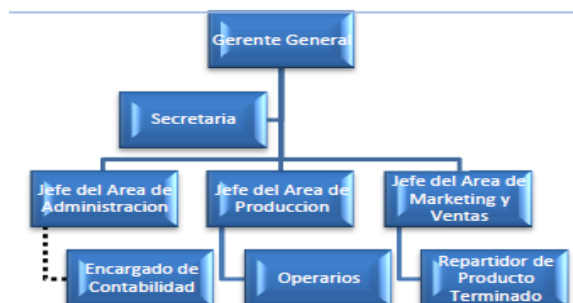 Gerente General
Secretaria
Jefe del Area de
Administracion
Jefe del Area de
Produccion
Jefe del Area de
Marketing y
Ventas
Encargado de
Contabilidad
Operarios
Repartidor de
Producto
Terminado